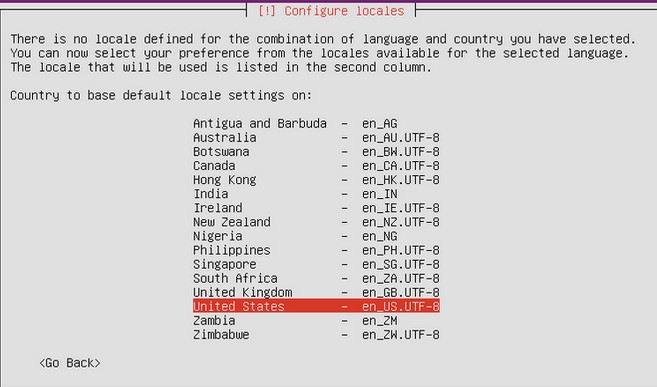 [!] Configure locales
There is no locale defined for the combination of language and country you have selected.
You can now select your preference from the locales available for the selected language.
The locale that will be used is listed in the second column.
Country to base default locale settings on:
Antigua and Barbuda - en_AG
Australia - en_AU.UTF-8
Botswana - en_BW.UTF-8
Canada - en_CA.UTF-8
Hong Kong - en_HK.UTF-8
India - en_IN
Ireland - en_IE.UTF-8
New Zealand - en_NZ.UTF-8
Nigeria - en_NG
Philippines - en_PH.UTF-8
Singapore - en_SG.UTF-8
South Africa - en_ZA.UTF-8
United Kingdom - en_GB.UTF-8
United States - en_US.UTF-8
Zambia - en_ZM
Zimbabwe - en_ZW.UTF-8
<Go Back>